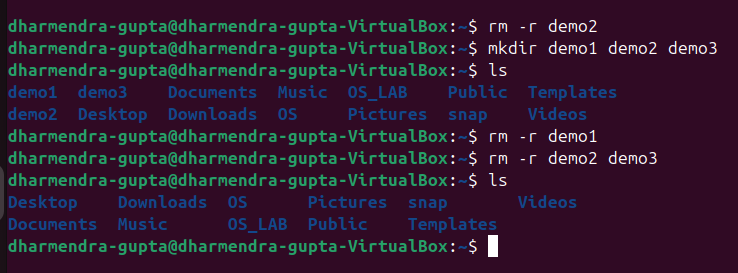 dharmendra-gupta@dharmendra-gupta-VirtualBox:~$ rm -r demo2
dharmendra-gupta@dharmendra-gupta-VirtualBox:~$ mkdir demo1 demo2 demo3
dharmendra-gupta@dharmendra-gupta-VirtualBox:~$ ls
demo1  demo3    Documents  Music  OS_LAB    Public  Templates
demo2  Desktop  Downloads  OS     Pictures  snap    Videos
dharmendra-gupta@dharmendra-gupta-VirtualBox:~$ rm -r demo1
dharmendra-gupta@dharmendra-gupta-VirtualBox:~$ rm -r demo2 demo3
dharmendra-gupta@dharmendra-gupta-VirtualBox:~$ ls
Desktop    Downloads  OS      Pictures  snap       Videos
Documents  Music      OS_LAB  Public    Templates
dharmendra-gupta@dharmendra-gupta-VirtualBox:~$